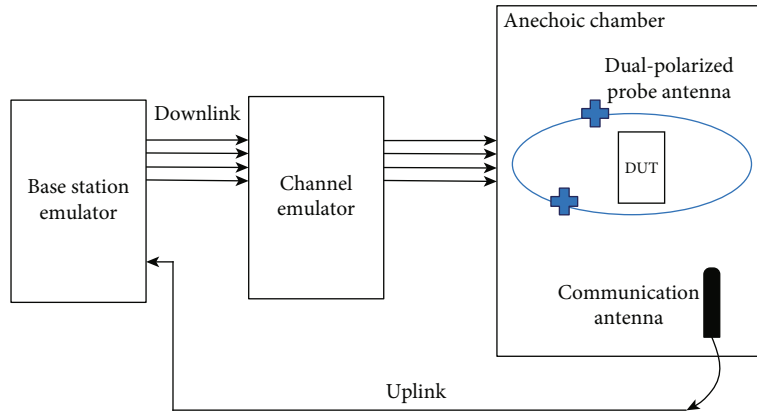 Anechoic chamber
Dual-polarized
probe antenna
Downlink
Base station
emulator
Channel
emulator
DUT
Communication
antenna
Uplink